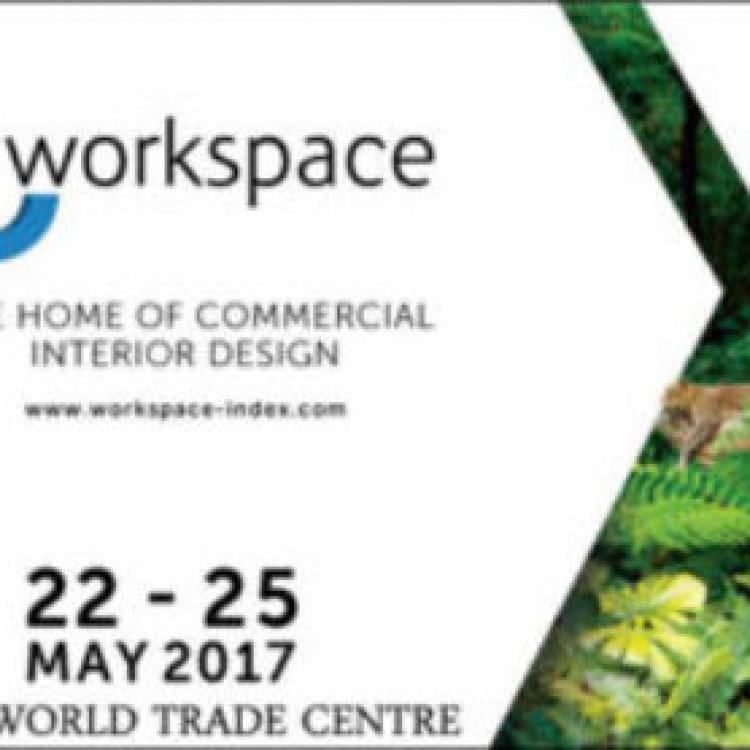 workspace
E HOME OF COMMERCIAL
INTERIOR DESIGN
www.workspace-index.com
22 - 25
MAY 2017
WORLD TRADE CENTRE